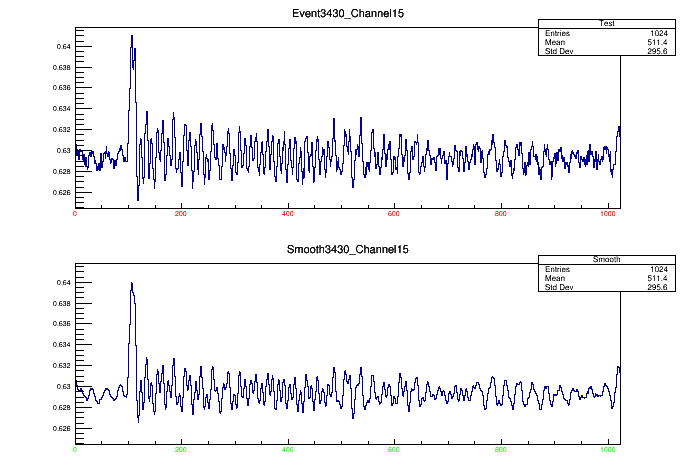 Event3430_Channel15
Test
Entries 1024
Mean 511.4
Std Dev 295.6
0.64
0.638
0.636
0.634
0.632
0.63
0.628
0.626
0 200 400 600 800 1000
Smooth3430_Channel15
Smooth
Entries 1024
Mean 511.4
Std Dev 295.6
0.64
0.638
0.636
0.634
0.632
0.63
0.628
0.626
0 200 400 600 800 1000